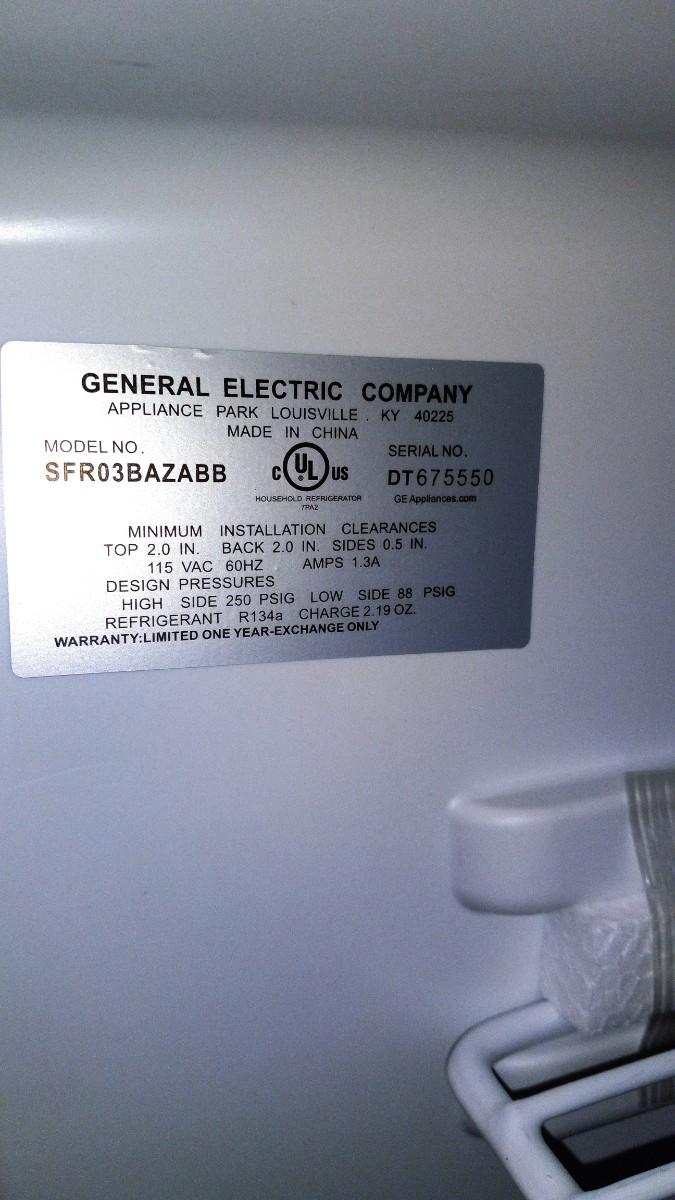 GENERAL ELECTRIC COMPANY
APPLIANCE PARK LOUISVILLE . KY 40225
MADE IN CHINA
MODEL NO.
SFR03BAZABB
C UL US
HOUSEHOLD REFRIGERATOR
7PA2
SERIAL NO.
DT675550
GE Appliances.com
MINIMUM INSTALLATION CLEARANCES
TOP 2.0 IN. BACK 2.0 IN. SIDES 0.5 IN.
115 VAC 60HZ AMPS 1.3A
DESIGN PRESSURES
HIGH SIDE 250 PSIG LOW SIDE 88 PSIG
REFRIGERANT R134a CHARGE 2.19 OZ.
WARRANTY:LIMITED ONE YEAR-EXCHANGE ONLY